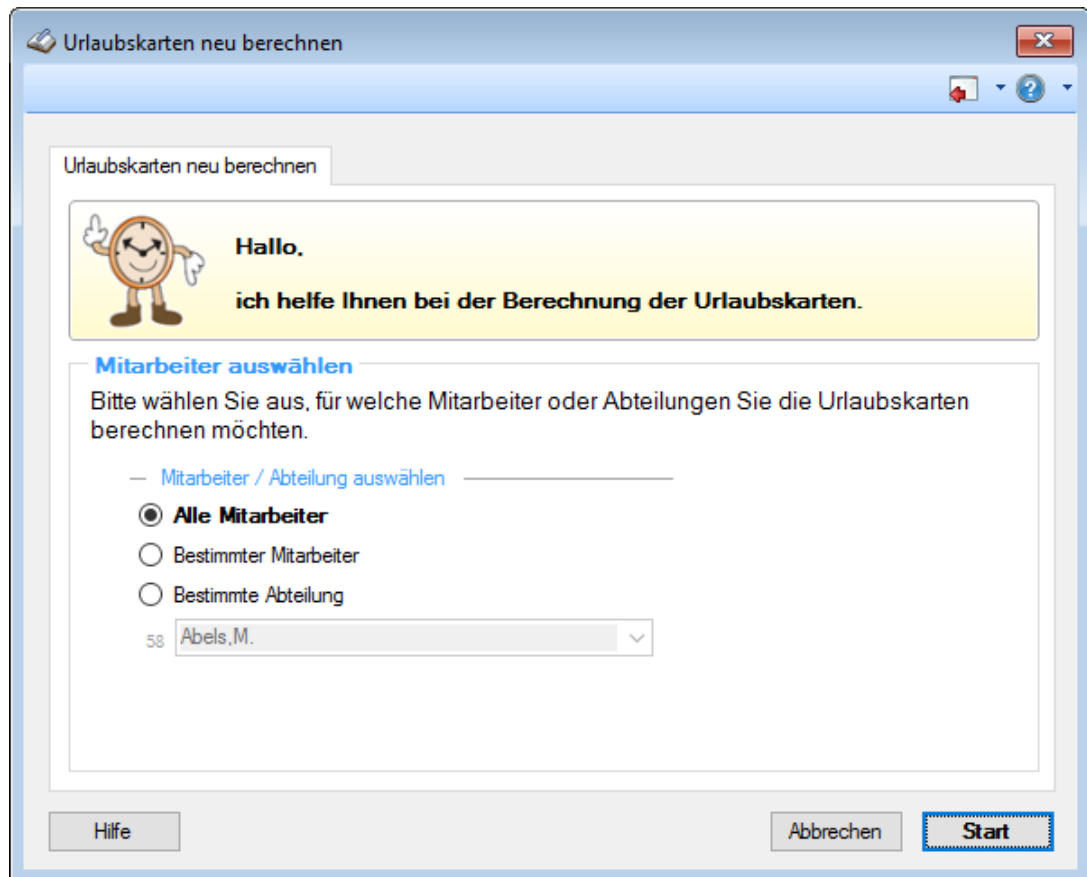 Urlaubskarten neu berechnen
Urlaubskarten neu berechnen
Hallo,
ich helfe Ihnen bei der Berechnung der Urlaubskarten.
Mitarbeiter auswählen
Bitte wählen Sie aus, für welche Mitarbeiter oder Abteilungen Sie die Urlaubskarten
berechnen möchten.
Mitarbeiter / Abteilung auswählen
Alle Mitarbeiter
Bestimmter Mitarbeiter
Bestimmte Abteilung
58 Abels,M.
Hilfe Abbrechen Start